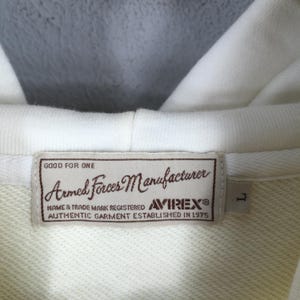 GOOD FOR ONE
Armed Forces Manufacturer
NAME & TRADE MARK REGISTERED AVIREX®
AUTHENTIC GARMENT ESTABLISHED IN 1975
L